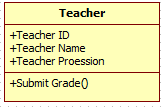 Teacher
+Teacher ID
+Teacher Name
+Teacher Proession
+Submit Grade()